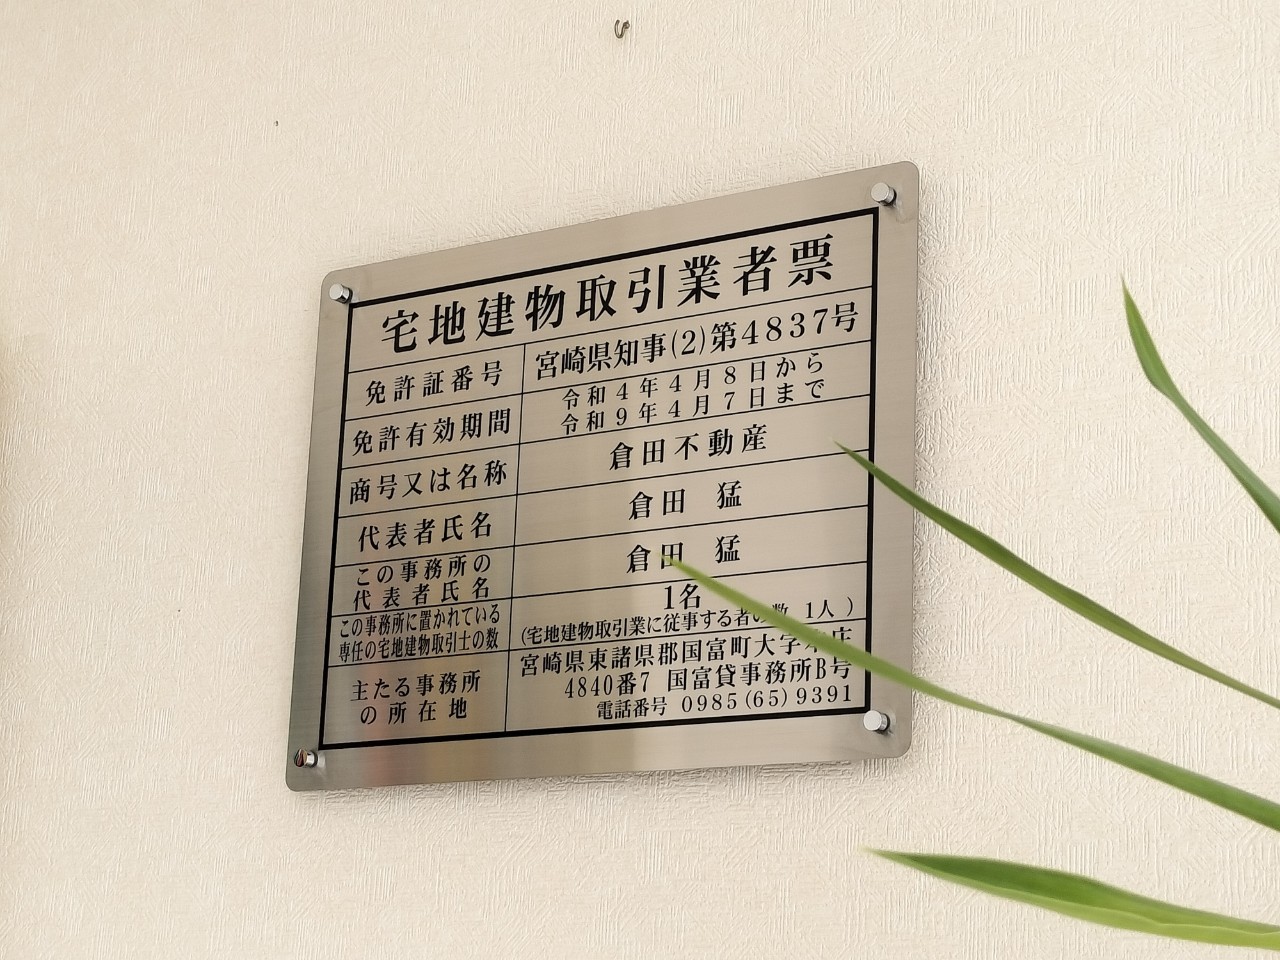 宅地建物取引業者票
免許証番号 宮崎県知事(2)第4837号
免許有効期間 令和4年4月8日から
令和9年4月7日まで
商号又は名称 倉田不動産
代表者氏名 倉田 猛
この事務所の
代表者氏名 倉田 猛
この事務所に置かれている
専任の宅地建物取引士の数 1名
(宅地建物取引業に従事する者の数 1人)
主たる事務所
の所在地 宮崎県東諸県郡国富町大字本庄
4840番7 国富貸事務所B号
電話番号 0985(65)9391